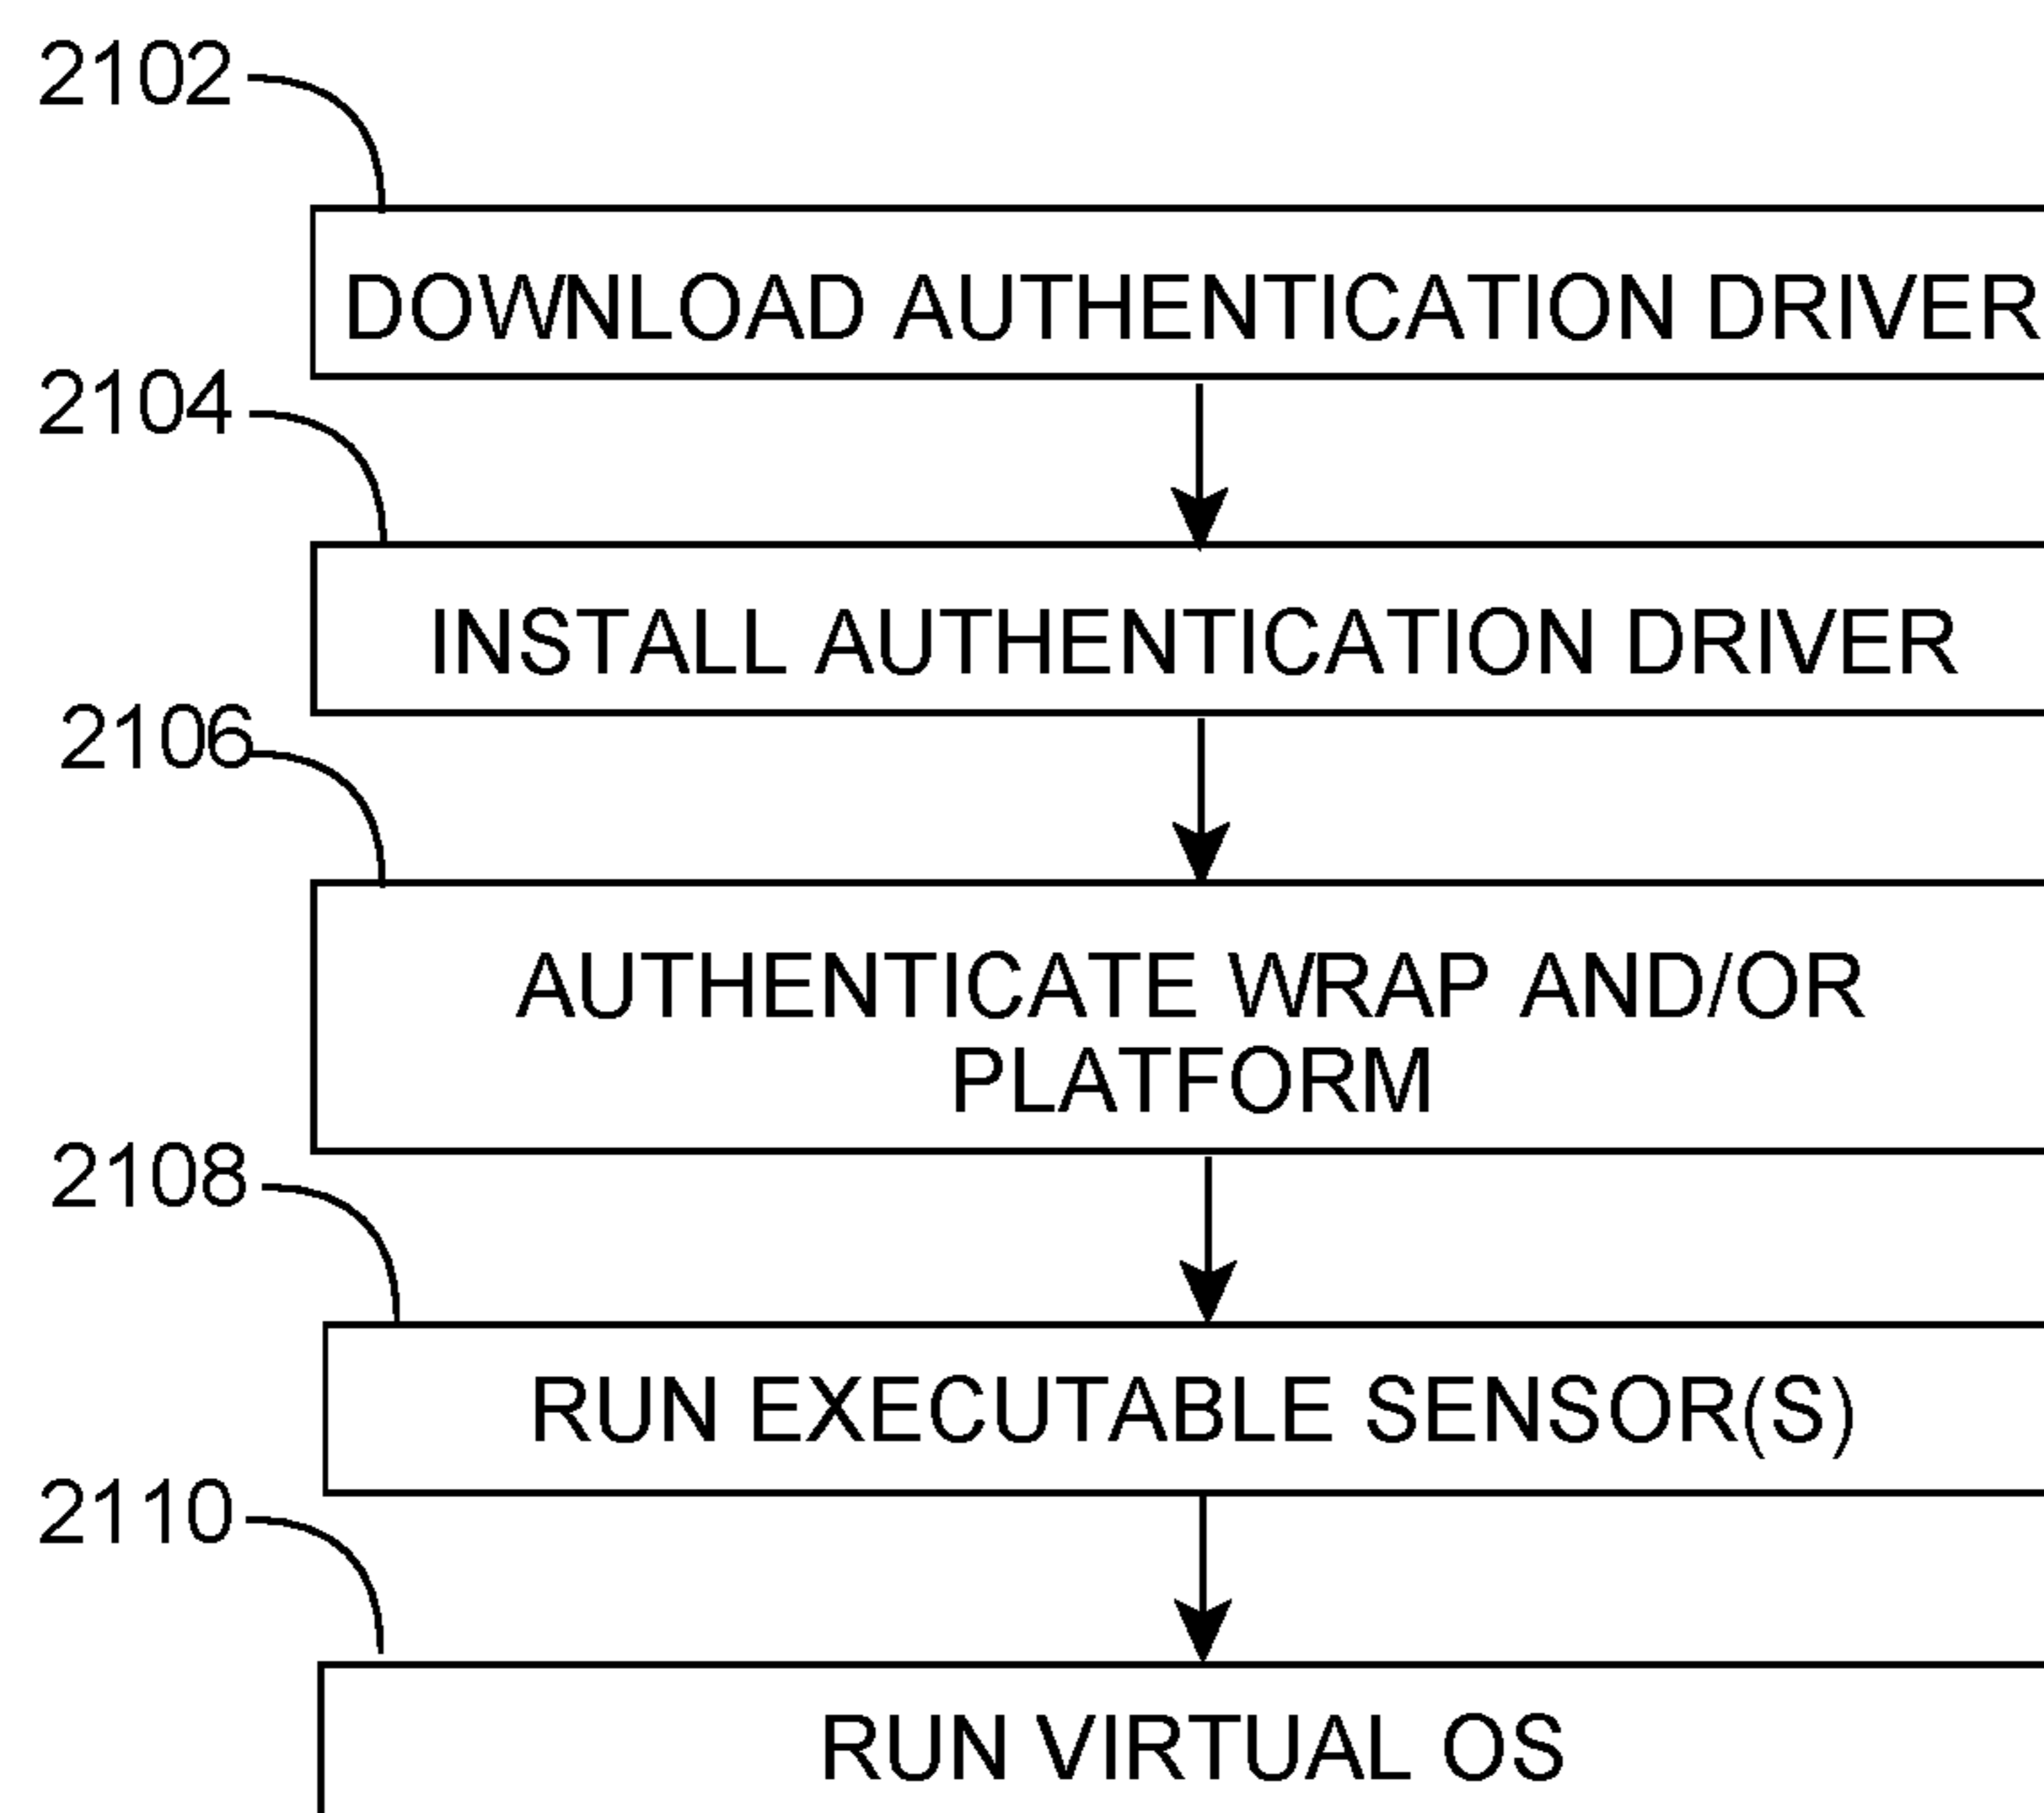 2102
DOWNLOAD AUTHENTICATION DRIVER
2104
INSTALL AUTHENTICATION DRIVER
2106
AUTHENTICATE WRAP AND/OR
PLATFORM
2108
RUN EXECUTABLE SENSOR(S)
2110
RUN VIRTUAL OS